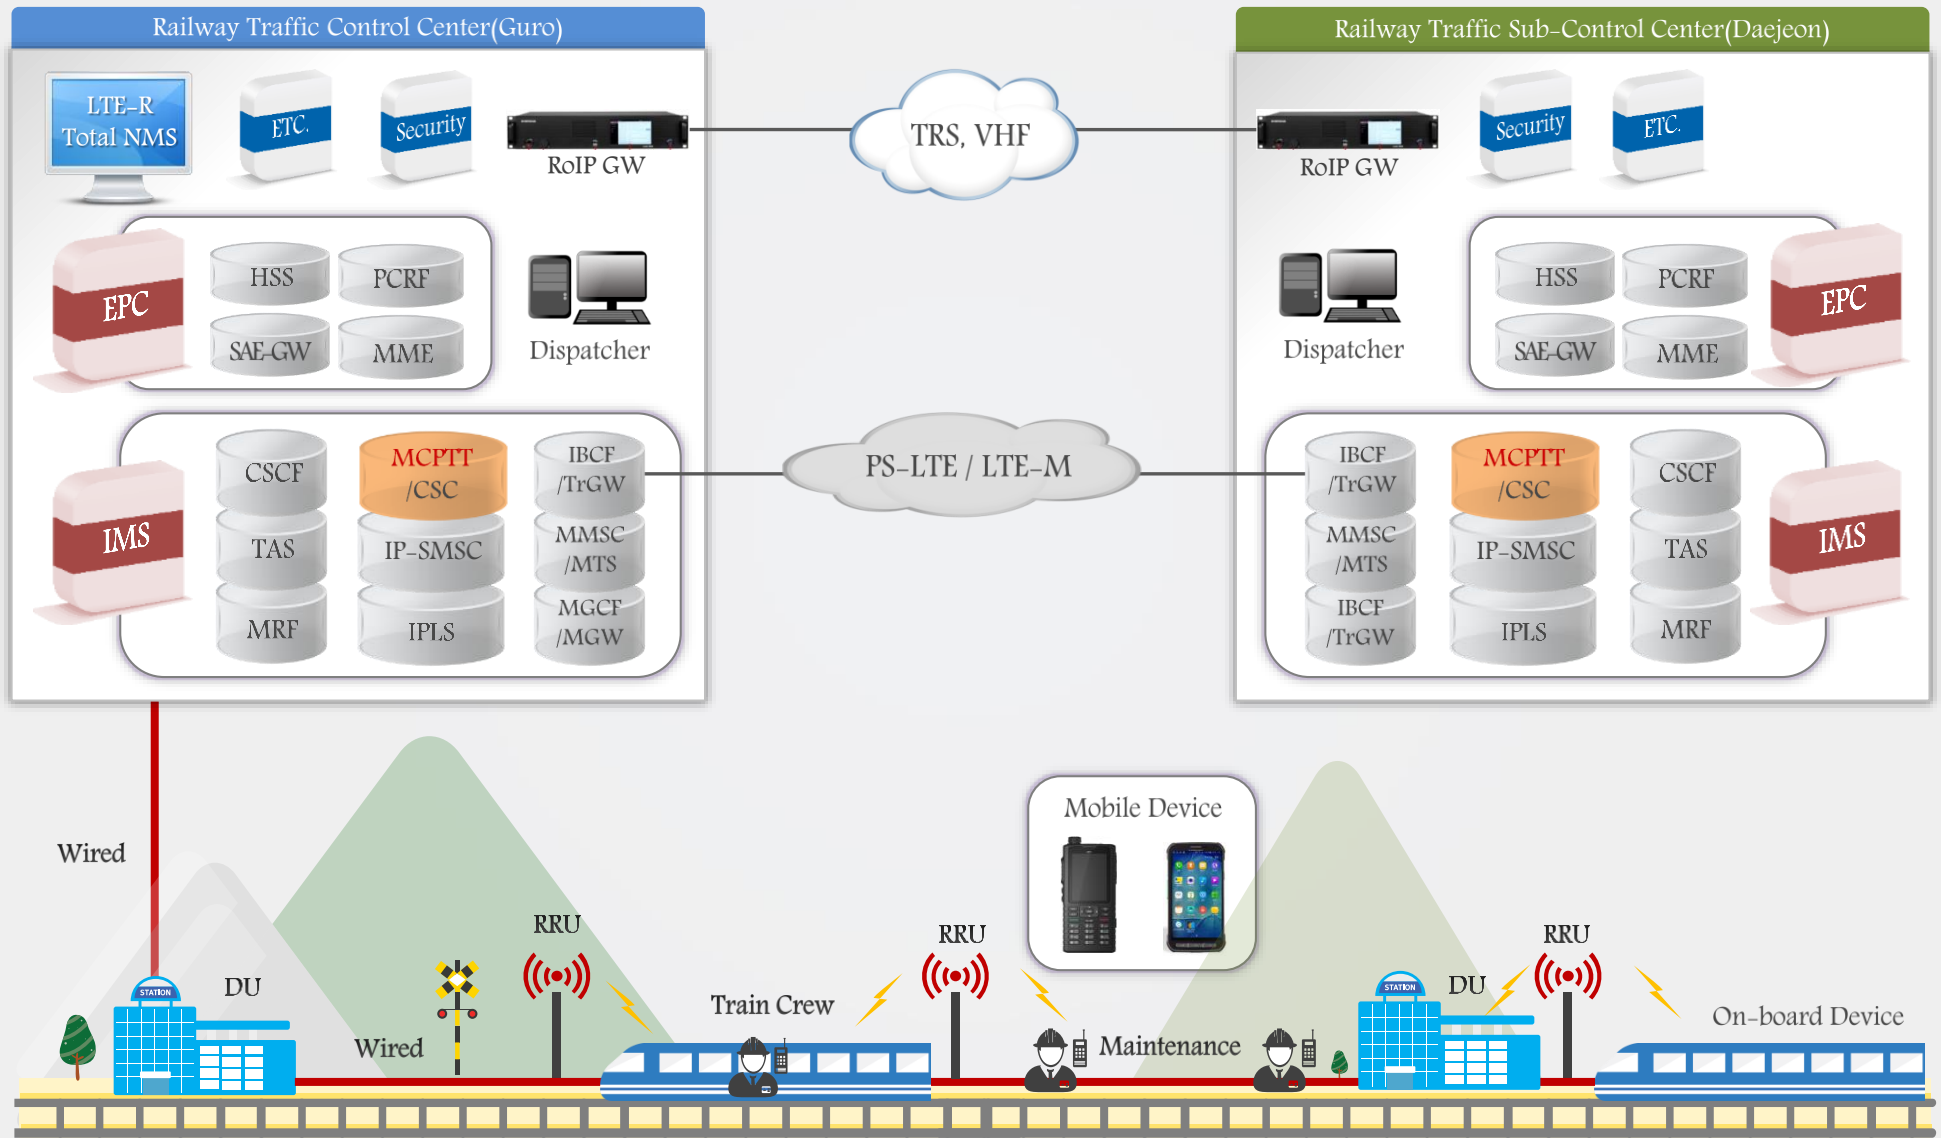 Railway Traffic Control Center(Guro)
LTE-R
Total NMS
ETC.
Security
RoIP GW
EPC
HSS
PCRF
SAE-GW
MME
Dispatcher
IMS
CSCF
MCPTT
/CSC
IBCF
/TrGW
TAS
IP-SMSC
MMSC
/MTS
MRF
IPLS
MGCF
/MGW
TRS, VHF
PS-LTE / LTE-M
Railway Traffic Sub-Control Center(Daejeon)
RoIP GW
Security
ETC.
Dispatcher
HSS
PCRF
SAE-GW
MME
EPC
IBCF
/TrGW
MCPTT
/CSC
CSCF
MMSC
/MTS
IP-SMSC
TAS
IBCF
/TrGW
IPLS
MRF
IMS
Wired
STATION
DU
Wired
RRU
Train Crew
RRU
Mobile Device
Maintenance
STATION
DU
RRU
On-board Device